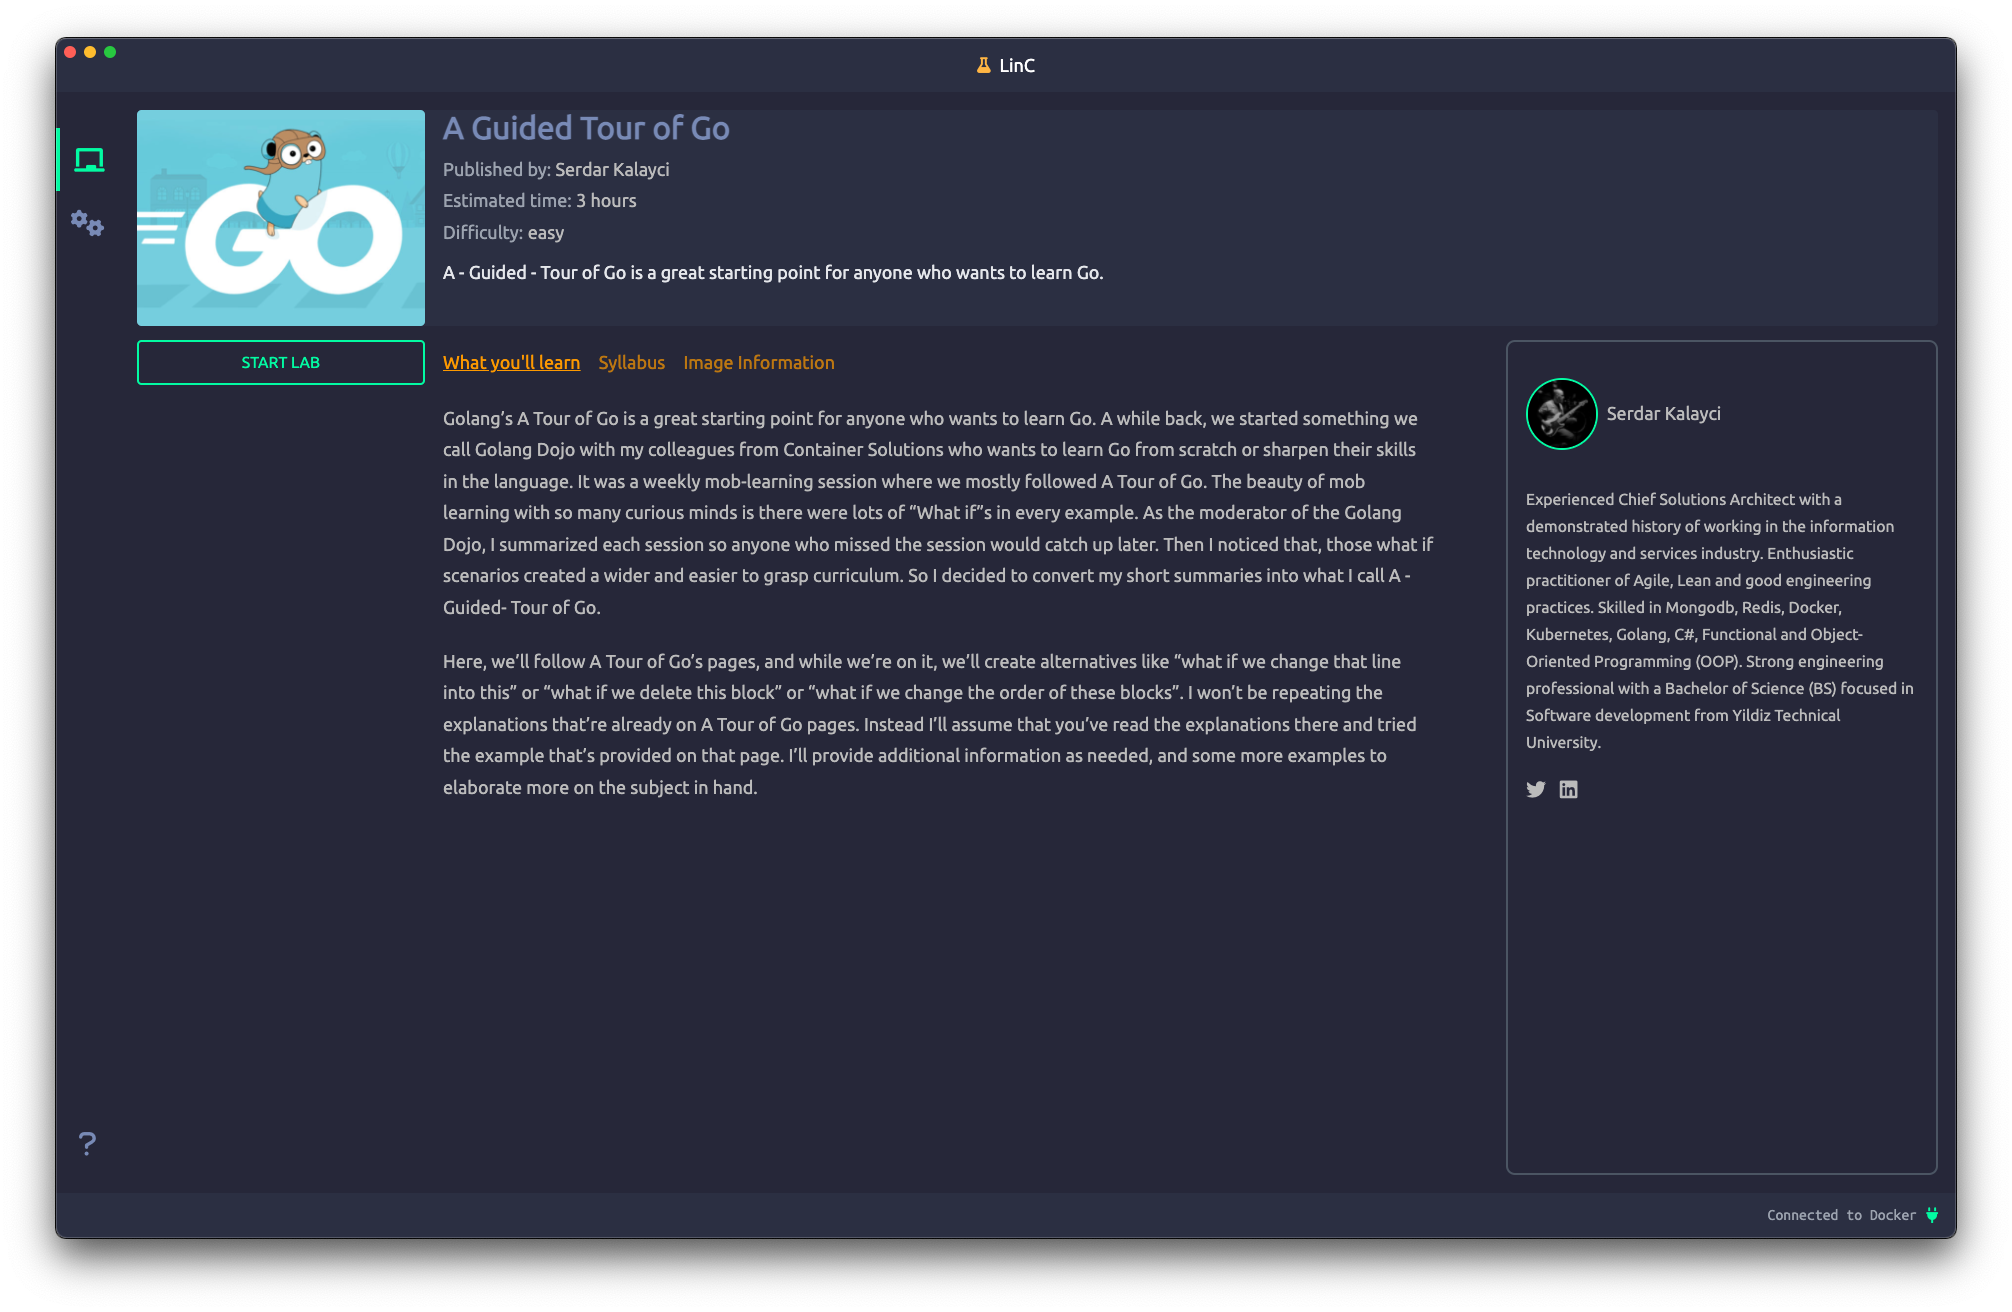 LinC
GO
A Guided Tour of Go
Published by: Serdar Kalayci
Estimated time: 3 hours
Difficulty: easy
A - Guided - Tour of Go is a great starting point for anyone who wants to learn Go.
START LAB
What you'll learn Syllabus Image Information
Golang’s A Tour of Go is a great starting point for anyone who wants to learn Go. A while back, we started something we
call Golang Dojo with my colleagues from Container Solutions who wants to learn Go from scratch or sharpen their skills
in the language. It was a weekly mob-learning session where we mostly followed A Tour of Go. The beauty of mob
learning with so many curious minds is there were lots of “What if”s in every example. As the moderator of the Golang
Dojo, I summarized each session so anyone who missed the session would catch up later. Then I noticed that, those what if
scenarios created a wider and easier to grasp curriculum. So I decided to convert my short summaries into what I call A -
Guided- Tour of Go.
Here, we’ll follow A Tour of Go’s pages, and while we’re on it, we’ll create alternatives like “what if we change that line
into this” or “what if we delete this block” or “what if we change the order of these blocks”. I won’t be repeating the
explanations that’re already on A Tour of Go pages. Instead I’ll assume that you’ve read the explanations there and tried
the example that’s provided on that page. I’ll provide additional information as needed, and some more examples to
elaborate more on the subject in hand.
Serdar Kalayci
Experienced Chief Solutions Architect with a
demonstrated history of working in the information
technology and services industry. Enthusiastic
practitioner of Agile, Lean and good engineering
practices. Skilled in Mongodb, Redis, Docker,
Kubernetes, Golang, C#, Functional and Object-
Oriented Programming (OOP). Strong engineering
professional with a Bachelor of Science (BS) focused in
Software development from Yildiz Technical
University.
?
Connected to Docker